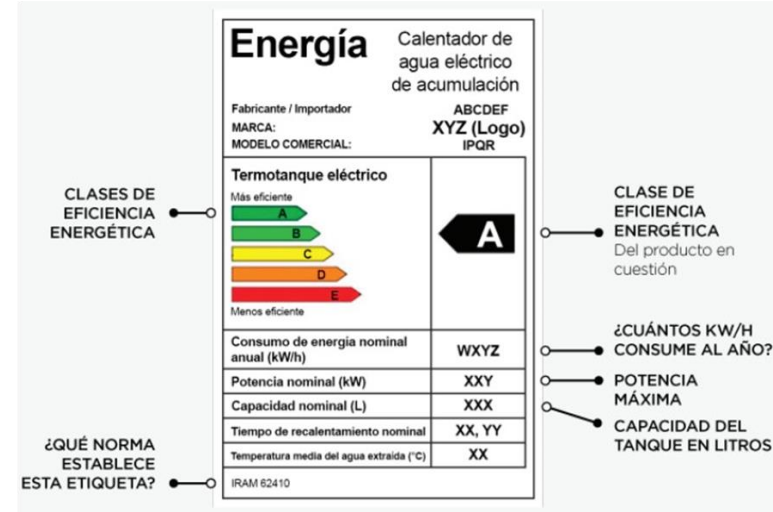 Energía
Calentador de
agua eléctrico
de acumulación
Fabricante / Importador
ABCDEF
MARCA:
XYZ (Logo)
MODELO COMERCIAL:
IPQR
Termotanque eléctrico
Más eficiente
A
B
C
D
E
Menos eficiente
A
Consumo de energía nominal
anual (kW/h)
WXYZ
Potencia nominal (kW)
XXY
Capacidad nominal (L)
XXX
Tiempo de recalentamiento nominal
XX, YY
Temperatura media del agua extraída (°C)
XX
IRAM 62410
CLASES DE
EFICIENCIA
ENERGÉTICA
¿QUÉ NORMA
ESTABLECE
ESTA ETIQUETA?
CLASE DE
EFICIENCIA
ENERGÉTICA
Del producto en
cuestión
¿CUÁNTOS KW/H
CONSUME AL AÑO?
POTENCIA
MÁXIMA
CAPACIDAD DEL
TANQUE EN LITROS